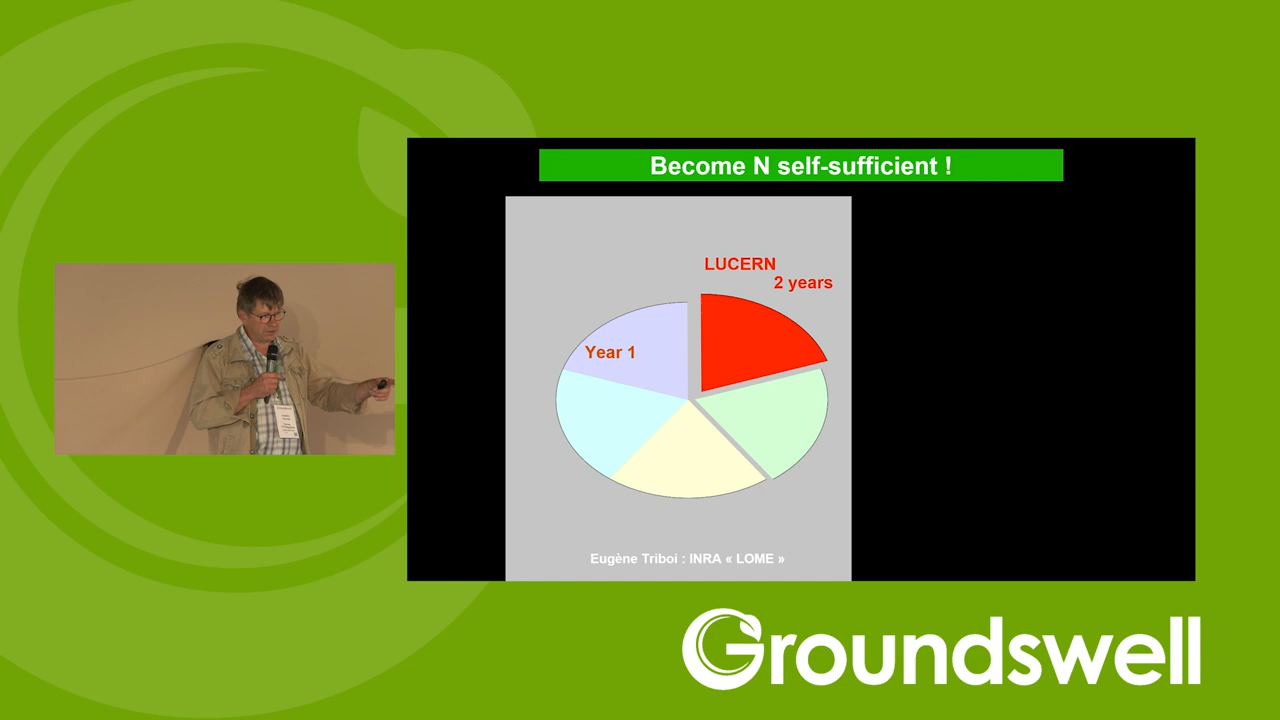 Become N self-sufficient !
LUCERN
2 years
Year 1
Eugène Triboi : INRA « LOME »
Groundswell